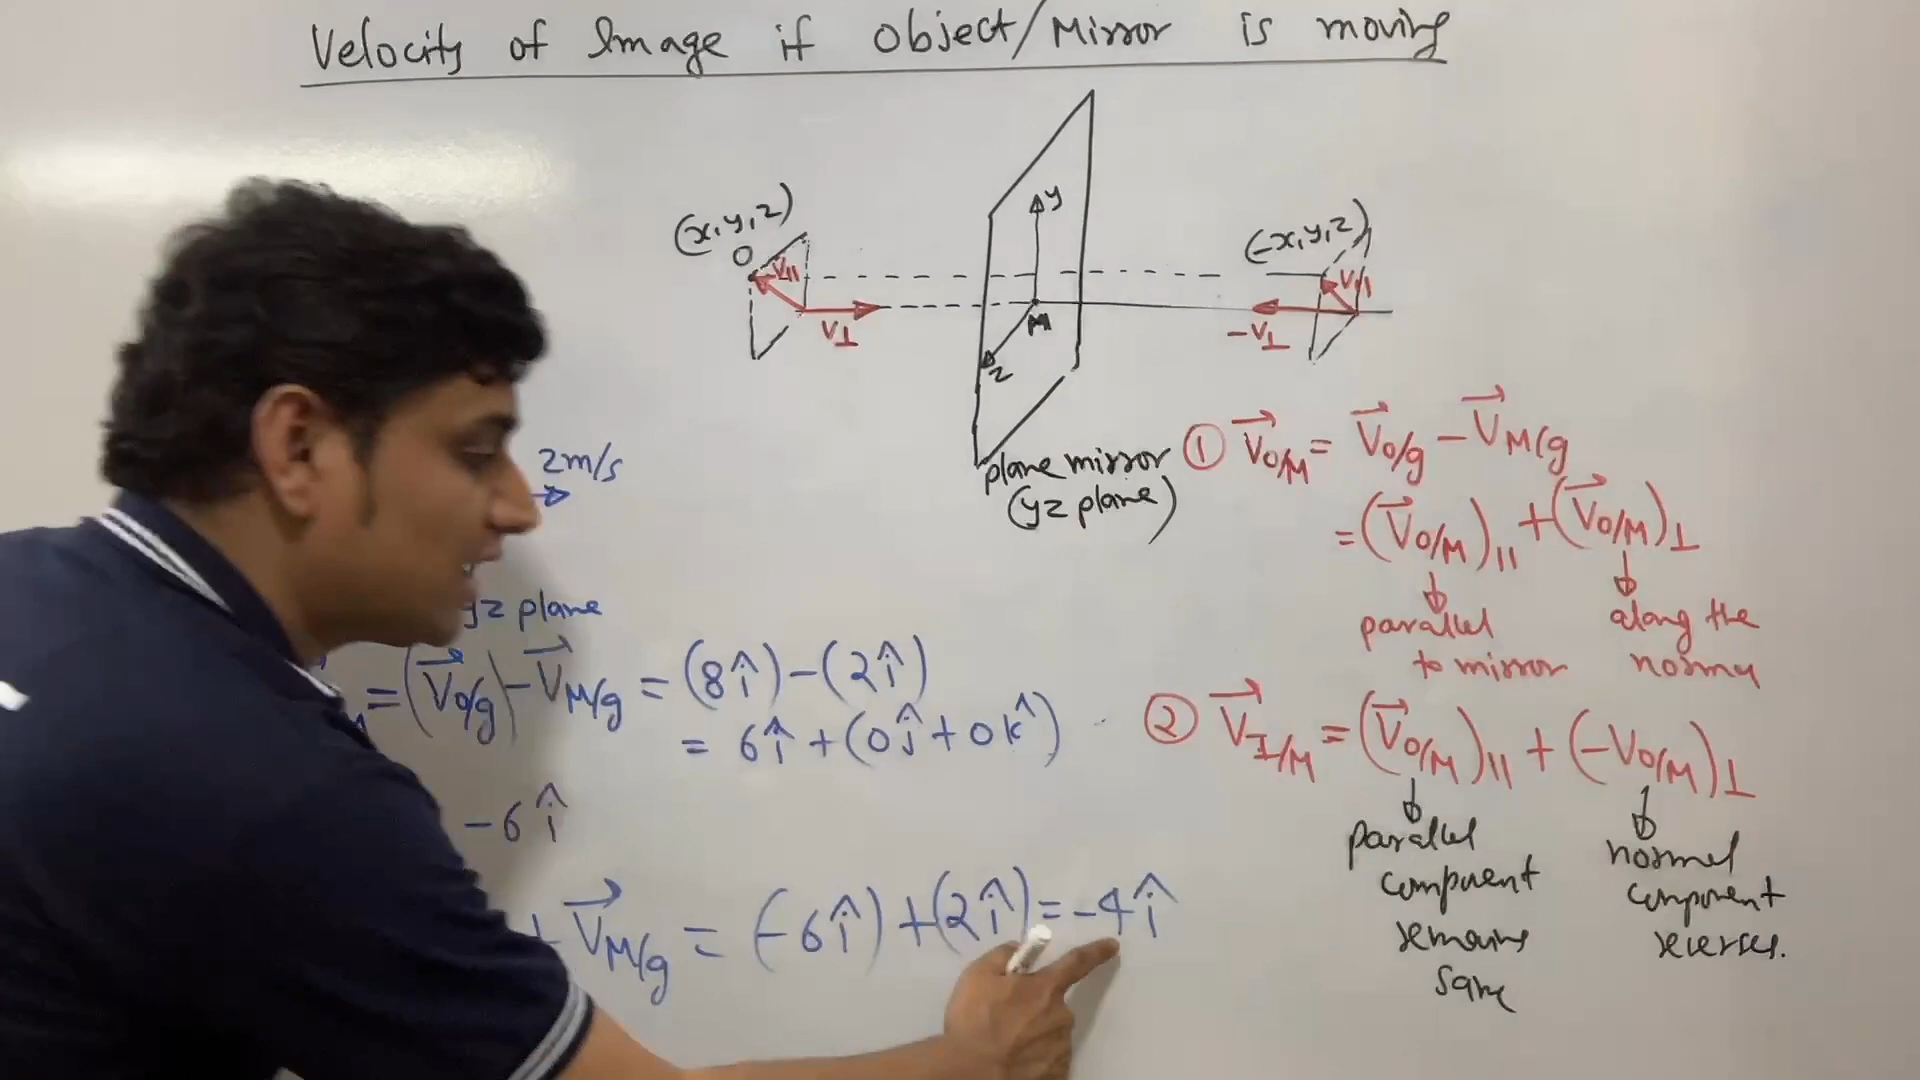 Velocity of Image if object/Mirror is moving
y
(x,y,z)
(-x,y,z)
O
V||
V||
V⊥
M
-V⊥
z
plane mirror
(yz plane)
① V⃗O/M = V⃗O/g - V⃗M/g
= (V⃗O/M)|| + (V⃗O/M)⊥
parallel
to mirror
along the
normal
② V⃗I/M = (V⃗O/M)|| + (-VO/M)⊥
parallel
component
remains
same
normal
component
reverses.
2m/s
yz plane
= (V⃗O/g) - V⃗M/g = (8î) - (2î)
= 6î + (0ĵ + 0k̂)
-6î
+ V⃗M/g = (-6î) + (2î) = -4î